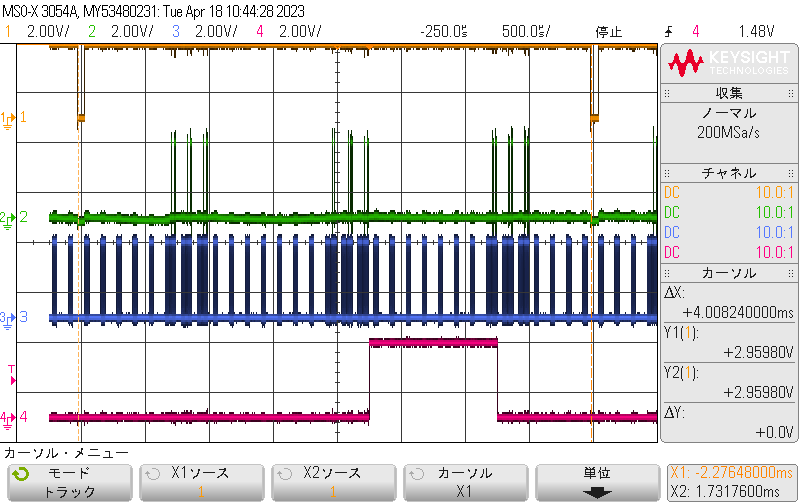 MSO-X 3054A, MY53480231: Tue Apr 18 10:44:28 2023
1 2.00V/ 2 2.00V/ 3 2.00V/ 4 2.00V/ -250.0s 500.0s/ 停止 4 1.48V
KEYSIGHT
TECHNOLOGIES
収集
ノーマル
200MSa/s
チャネル
DC 10.0:1
DC 10.0:1
DC 10.0:1
DC 10.0:1
カーソル
ΔX:
+4.008240000ms
Y1(1):
+2.95980V
Y2(1):
+2.95980V
ΔY:
+0.0V
1 1
2 2
3 3
T
4 4
カーソル・メニュー
モード
トラック
X1ソース
1
X2ソース
1
カーソル
X1
単位
X1: -2.27648000ms
X2: 1.7317600ms